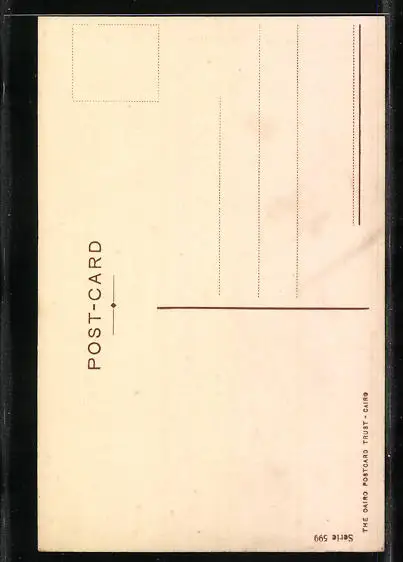 POST-CARD
THE CAIRO POSTCARD TRUST - CAIRO
Serie 599